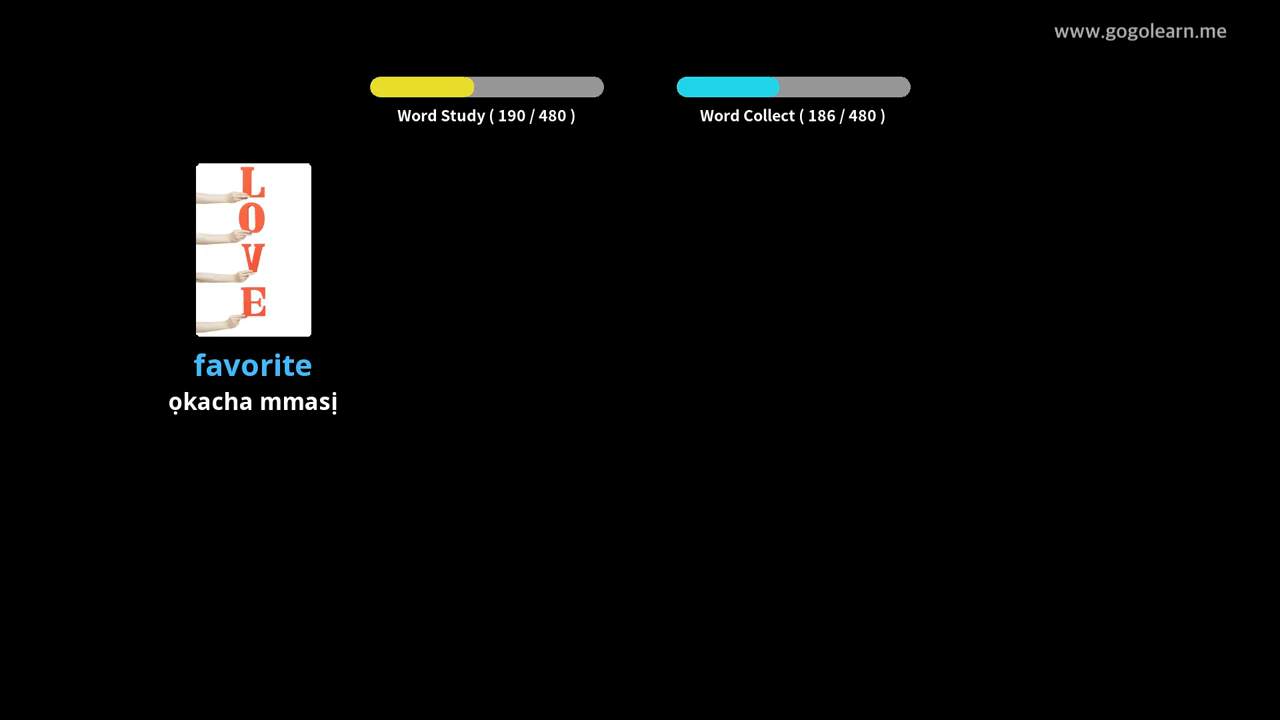 www.gogolearn.me
Word Study ( 190 / 480 )
Word Collect ( 186 / 480 )
L
O
V
E
favorite
ọkacha mmasị